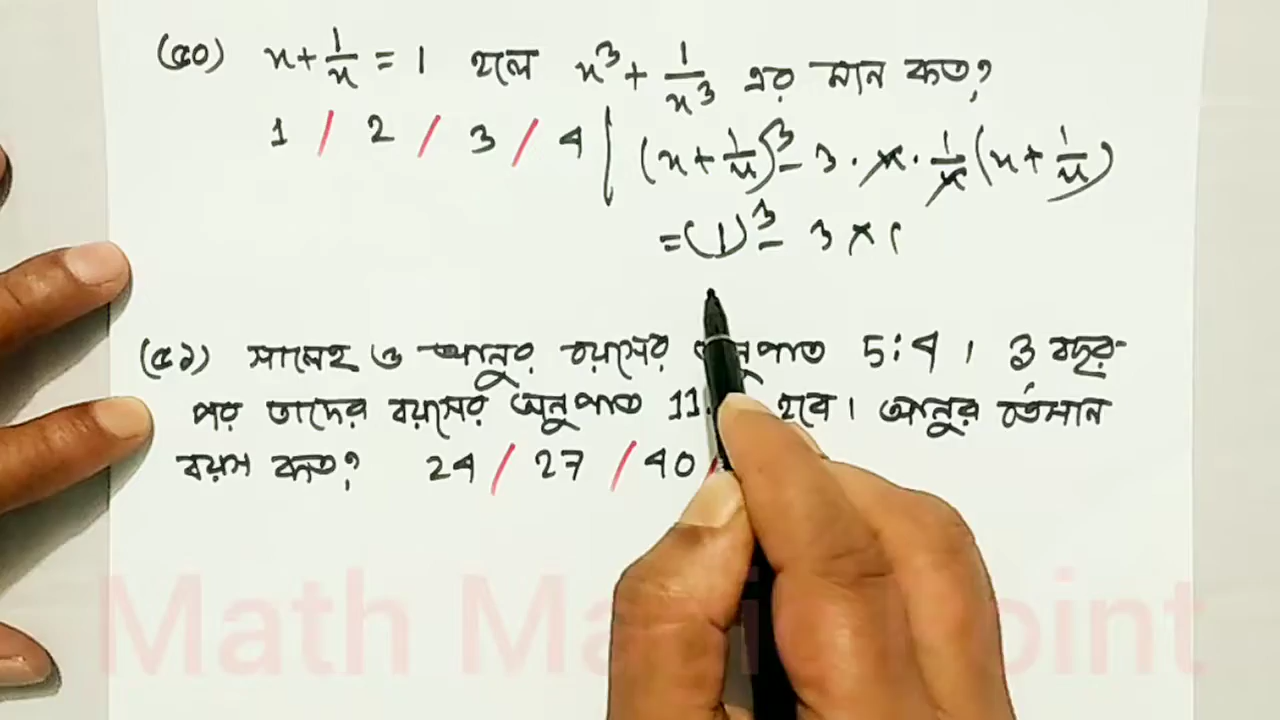 (৫০) x + 1/x = 1 হলে x³ + 1/x³ এর মান কত?
1 / 2 / 3 / 4 | (x + 1/x)³ - 3 · x · 1/x (x + 1/x)
= (1)³ - 3 × 1
(৫১) সালেহ ও আনুর বয়সের অনুপাত 5:4 । 3 বছর
পর তাদের বয়সের অনুপাত 11: হবে। আনুর বর্তমান
বয়স কত? 24 / 27 / 40 /
Math Point